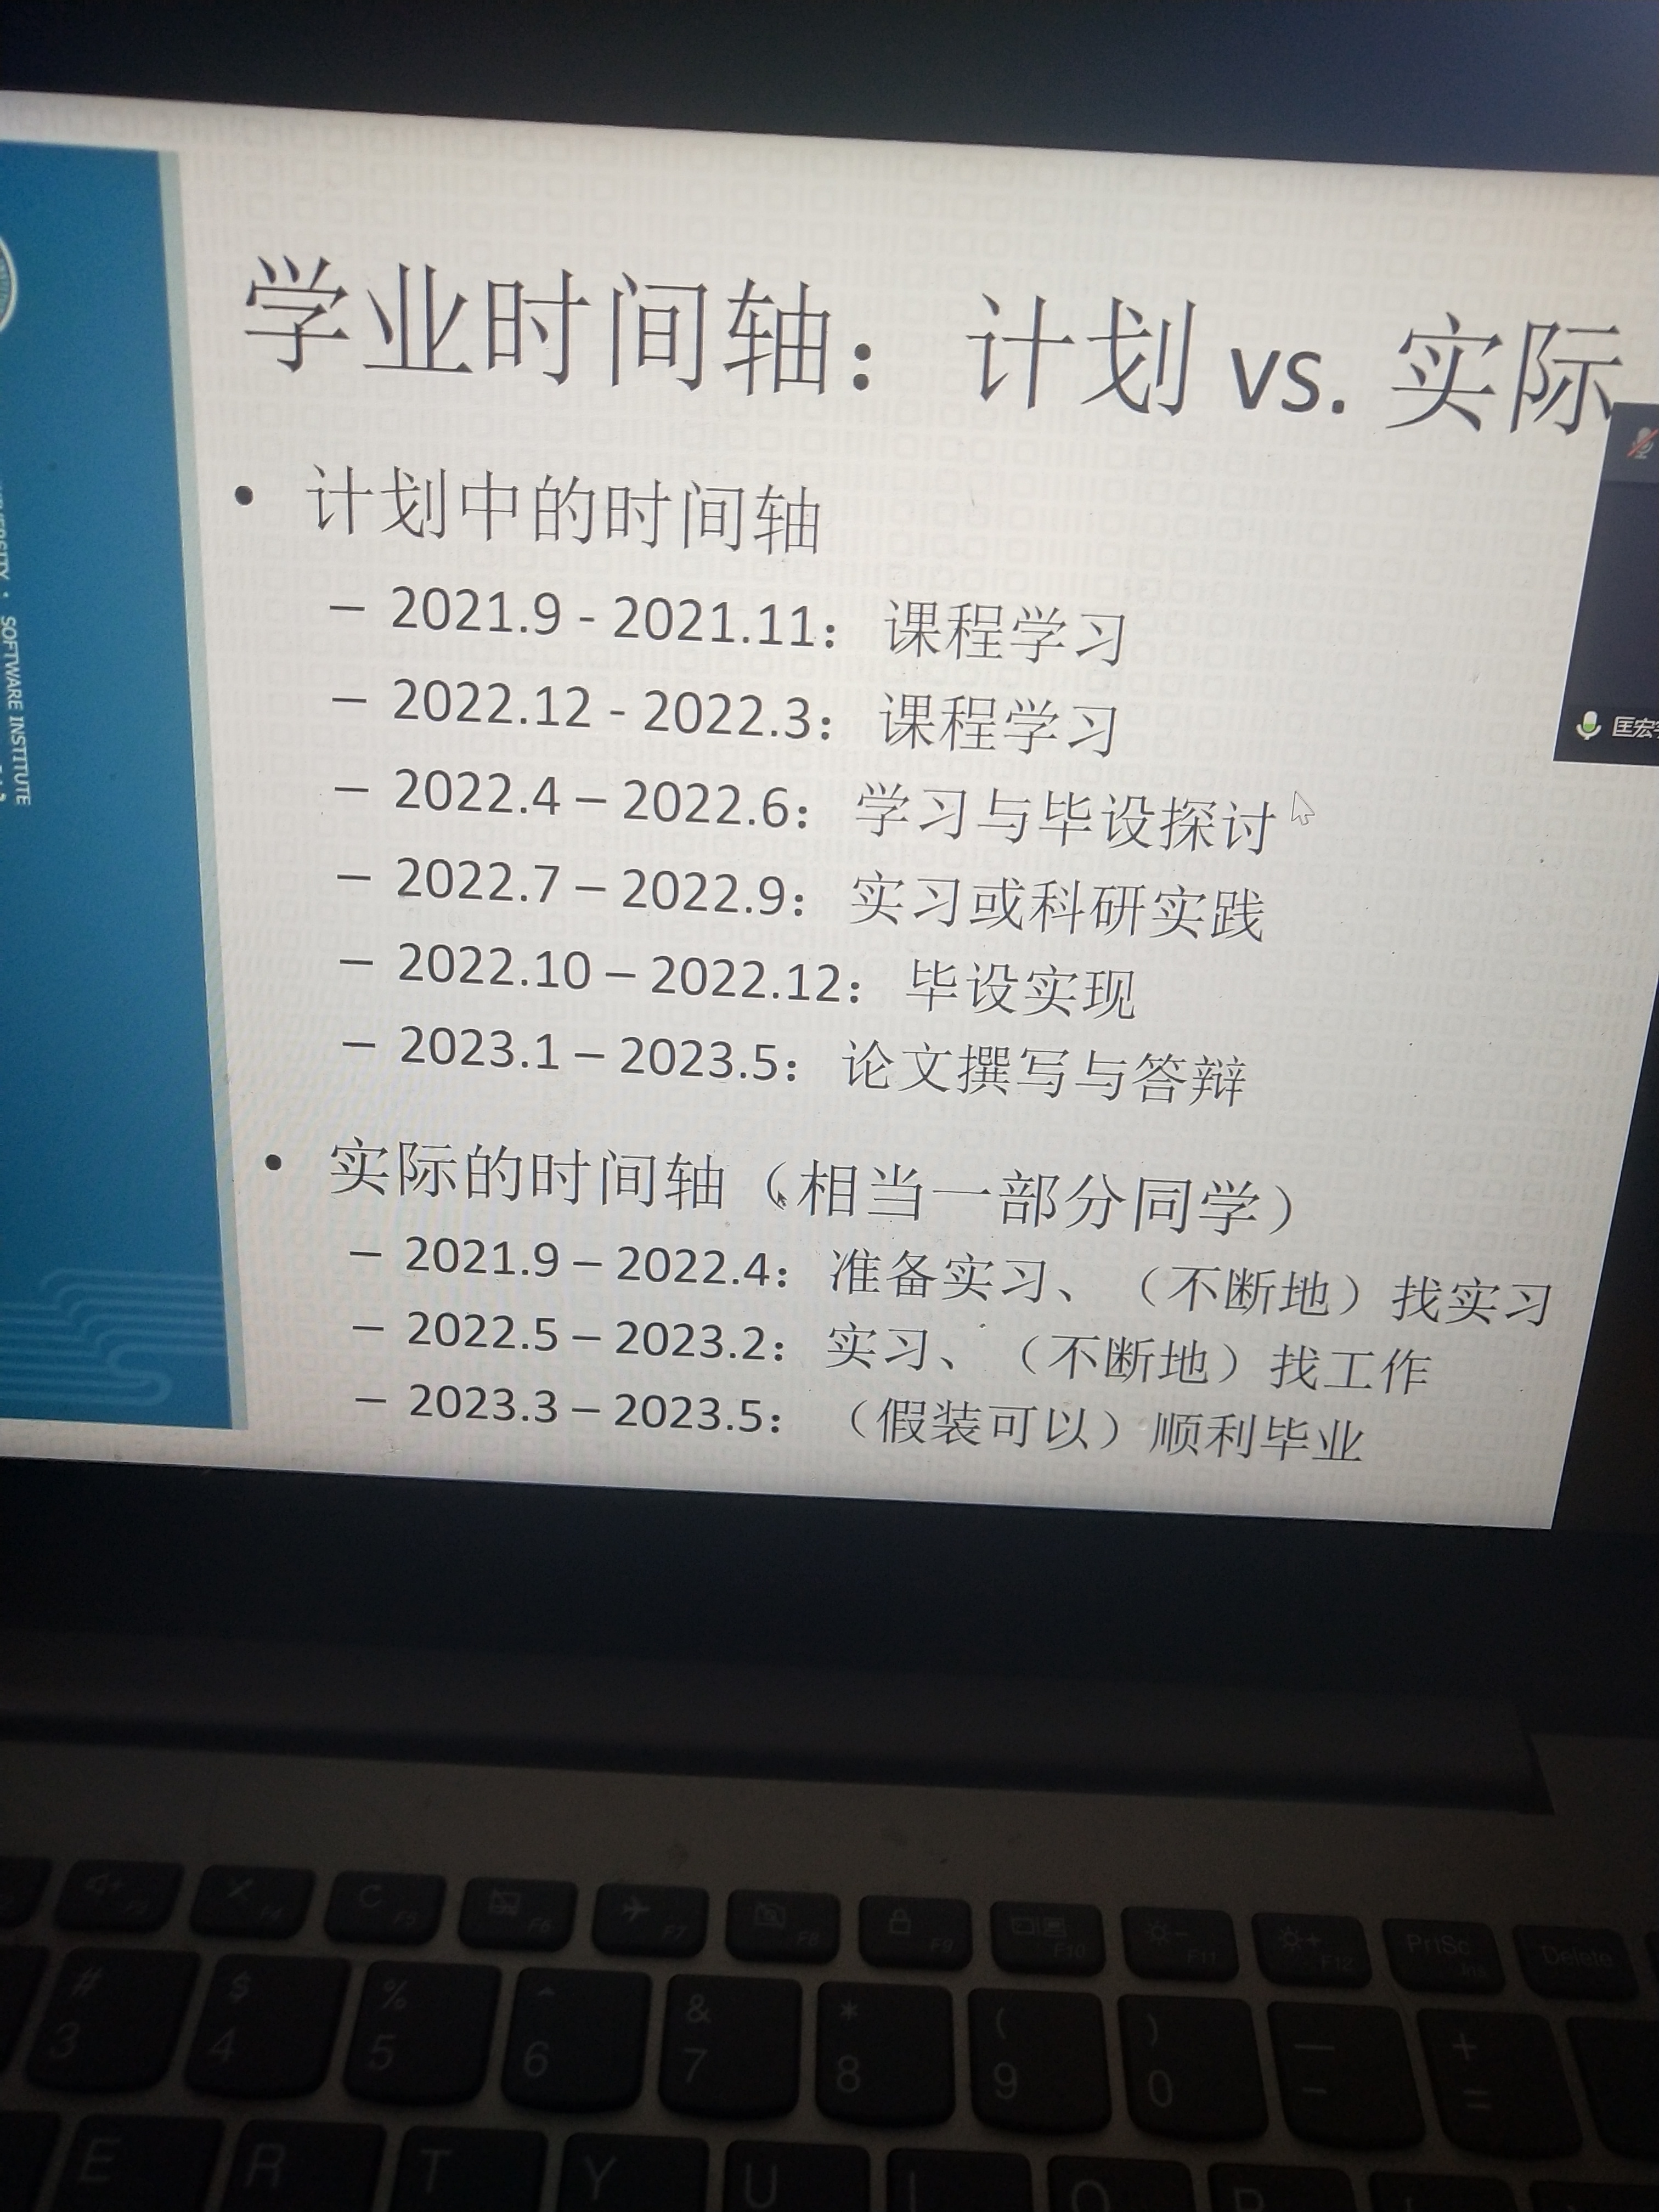 学业时间轴： 计划 vs. 实际
• 计划中的时间轴
– 2021.9 - 2021.11： 课程学习
– 2022.12 - 2022.3： 课程学习
– 2022.4 – 2022.6： 学习与毕设探讨
– 2022.7 – 2022.9： 实习或科研实践
– 2022.10 – 2022.12： 毕设实现
– 2023.1 – 2023.5： 论文撰写与答辩
• 实际的时间轴（相当一部分同学）
– 2021.9 – 2022.4： 准备实习、（不断地）找实习
– 2022.5 – 2023.2： 实习、（不断地）找工作
– 2023.3 – 2023.5： （假装可以）顺利毕业
SOFTWARE INSTITUTE
匡宏
F5 F6 F7 F8 F9 F10 F11 F12 PrtSc Delete
# $ % ^ & * ( ) — +
3 4 5 6 7 8 9 0 - =
E R T Y U I O P